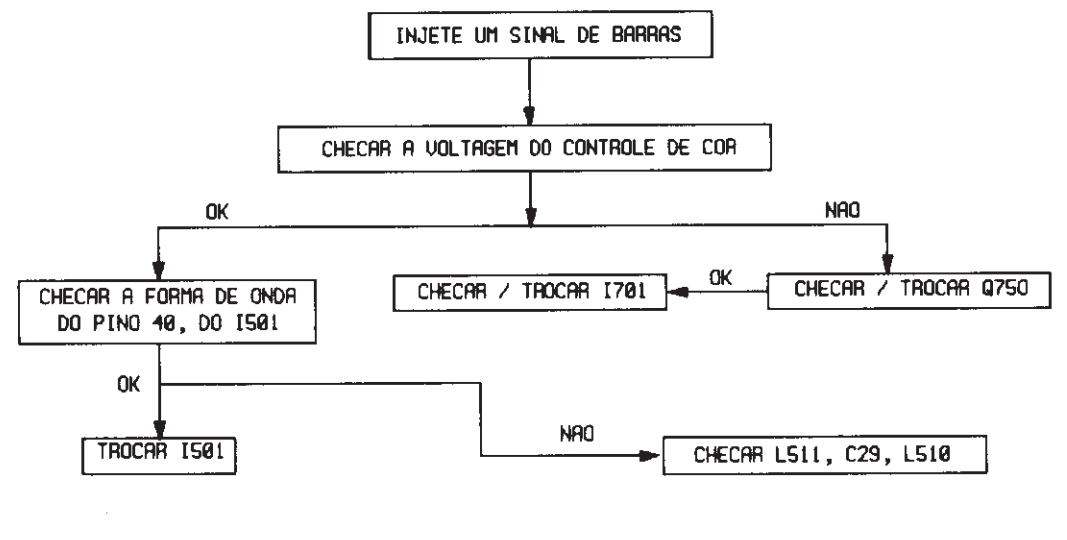 INJETE UM SINAL DE BARRAS
CHECAR A VOLTAGEM DO CONTROLE DE COR
OK
NAO
CHECAR A FORMA DE ONDA
DO PINO 40, DO I501
CHECAR / TROCAR I701
OK
CHECAR / TROCAR Q750
OK
TROCAR I501
NAO
CHECAR L511, C29, L510